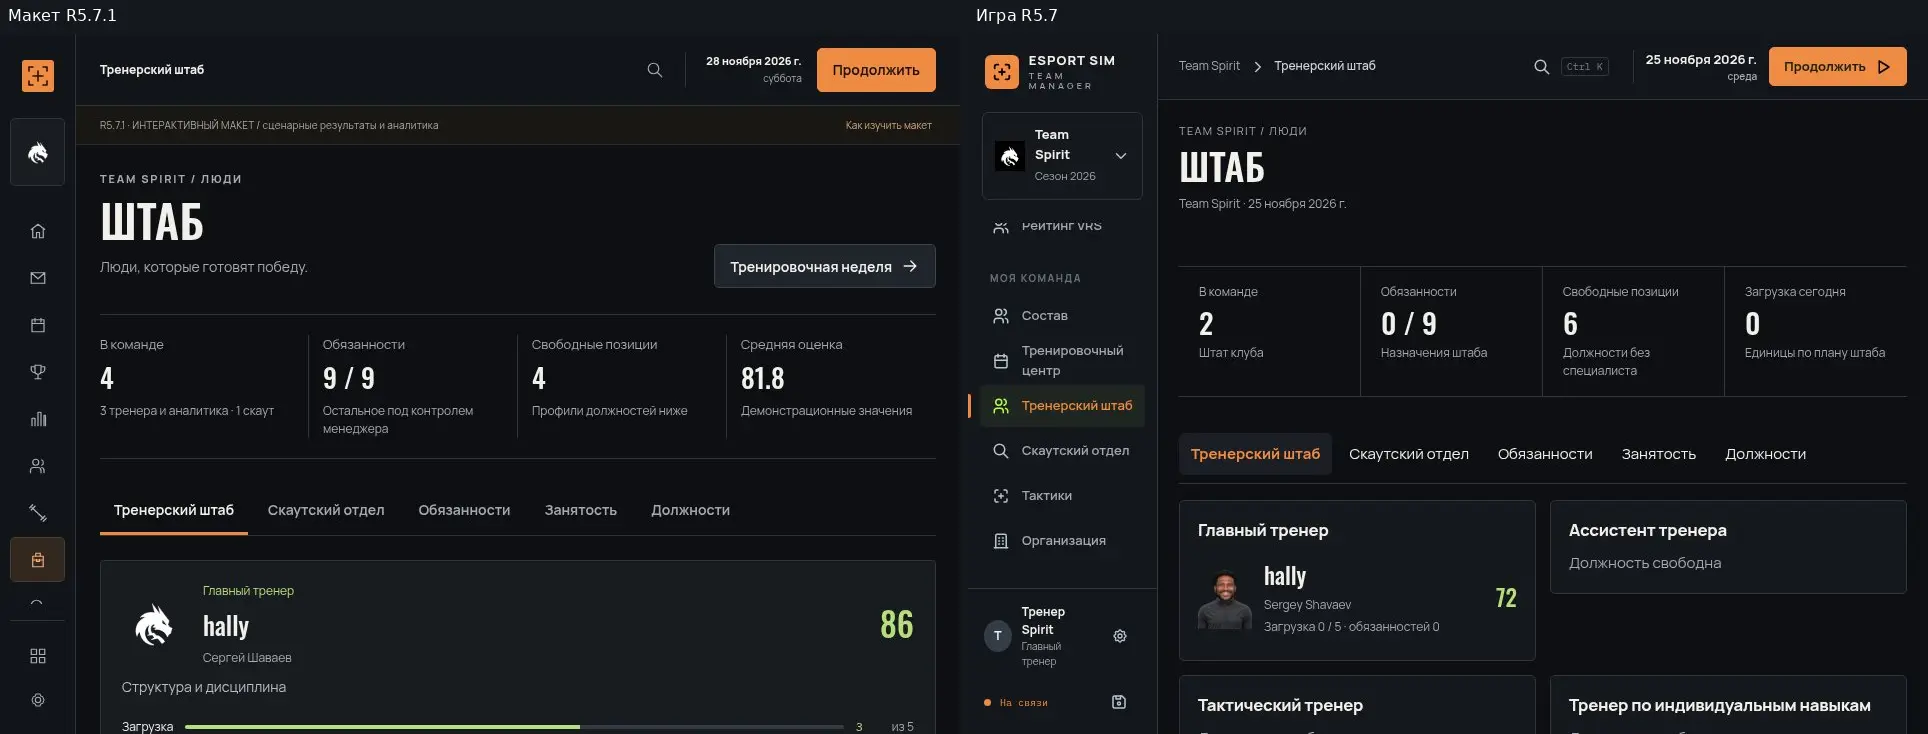 Макет R5.7.1
Тренерский штаб
28 ноября 2026 г.
суббота
Продолжить
R5.7.1 · ИНТЕРАКТИВНЫЙ МАКЕТ / сценарные результаты и аналитика
Как изучить макет
TEAM SPIRIT / ЛЮДИ
ШТАБ
Люди, которые готовят победу.
Тренировочная неделя
В команде
4
3 тренера и аналитика · 1 скаут
Обязанности
9 / 9
Остальное под контролем
менеджера
Свободные позиции
4
Профили должностей ниже
Средняя оценка
81.8
Демонстрационные значения
Тренерский штаб
Скаутский отдел
Обязанности
Занятость
Должности
Главный тренер
hally
Сергей Шаваев
86
Структура и дисциплина
Загрузка
3
из 5
Игра R5.7
ESPORT SIM
TEAM
MANAGER
Team
Spirit
Сезон 2026
Рейтинг VRS
МОЯ КОМАНДА
Состав
Тренировочный
центр
Тренерский штаб
Скаутский отдел
Тактики
Организация
T
Тренер
Spirit
Главный
тренер
На связи
Team Spirit
Тренерский штаб
Ctrl K
25 ноября 2026 г.
среда
Продолжить
TEAM SPIRIT / ЛЮДИ
ШТАБ
Team Spirit · 25 ноября 2026 г.
В команде
2
Штат клуба
Обязанности
0 / 9
Назначения штаба
Свободные позиции
6
Должности без
специалиста
Загрузка сегодня
0
Единицы по плану штаба
Тренерский штаб
Скаутский отдел
Обязанности
Занятость
Должности
Главный тренер
hally
Sergey Shavaev
Загрузка 0 / 5 · обязанностей 0
72
Ассистент тренера
Должность свободна
Тактический тренер
Тренер по индивидуальным навыкам